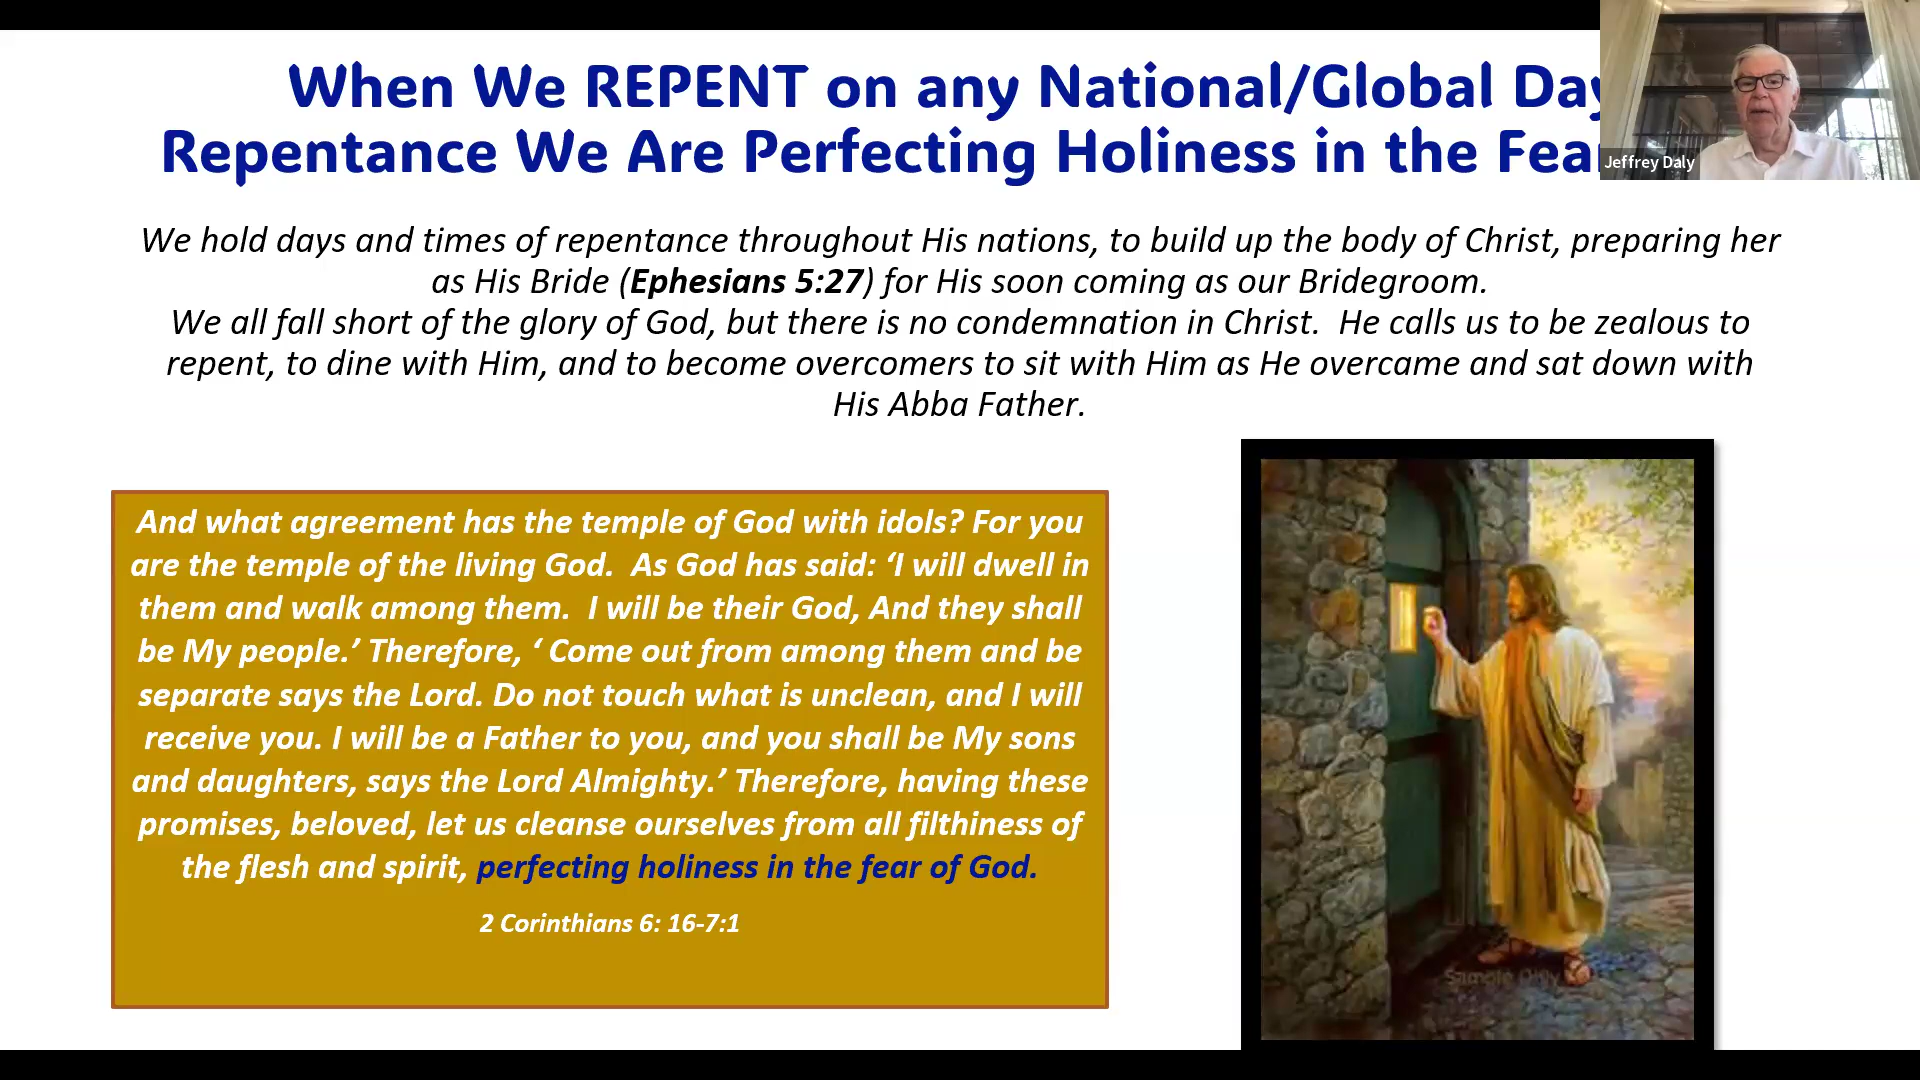 When We REPENT on any National/Global Day
Repentance We Are Perfecting Holiness in the Fear
Jeffrey Daly
We hold days and times of repentance throughout His nations, to build up the body of Christ, preparing her
as His Bride (Ephesians 5:27) for His soon coming as our Bridegroom.
We all fall short of the glory of God, but there is no condemnation in Christ.  He calls us to be zealous to
repent, to dine with Him, and to become overcomers to sit with Him as He overcame and sat down with
His Abba Father.
And what agreement has the temple of God with idols? For you
are the temple of the living God.  As God has said: ‘I will dwell in
them and walk among them.  I will be their God, And they shall
be My people.’ Therefore, ‘ Come out from among them and be
separate says the Lord. Do not touch what is unclean, and I will
receive you. I will be a Father to you, and you shall be My sons
and daughters, says the Lord Almighty.’ Therefore, having these
promises, beloved, let us cleanse ourselves from all filthiness of
the flesh and spirit, perfecting holiness in the fear of God.
2 Corinthians 6: 16-7:1
Sample Only